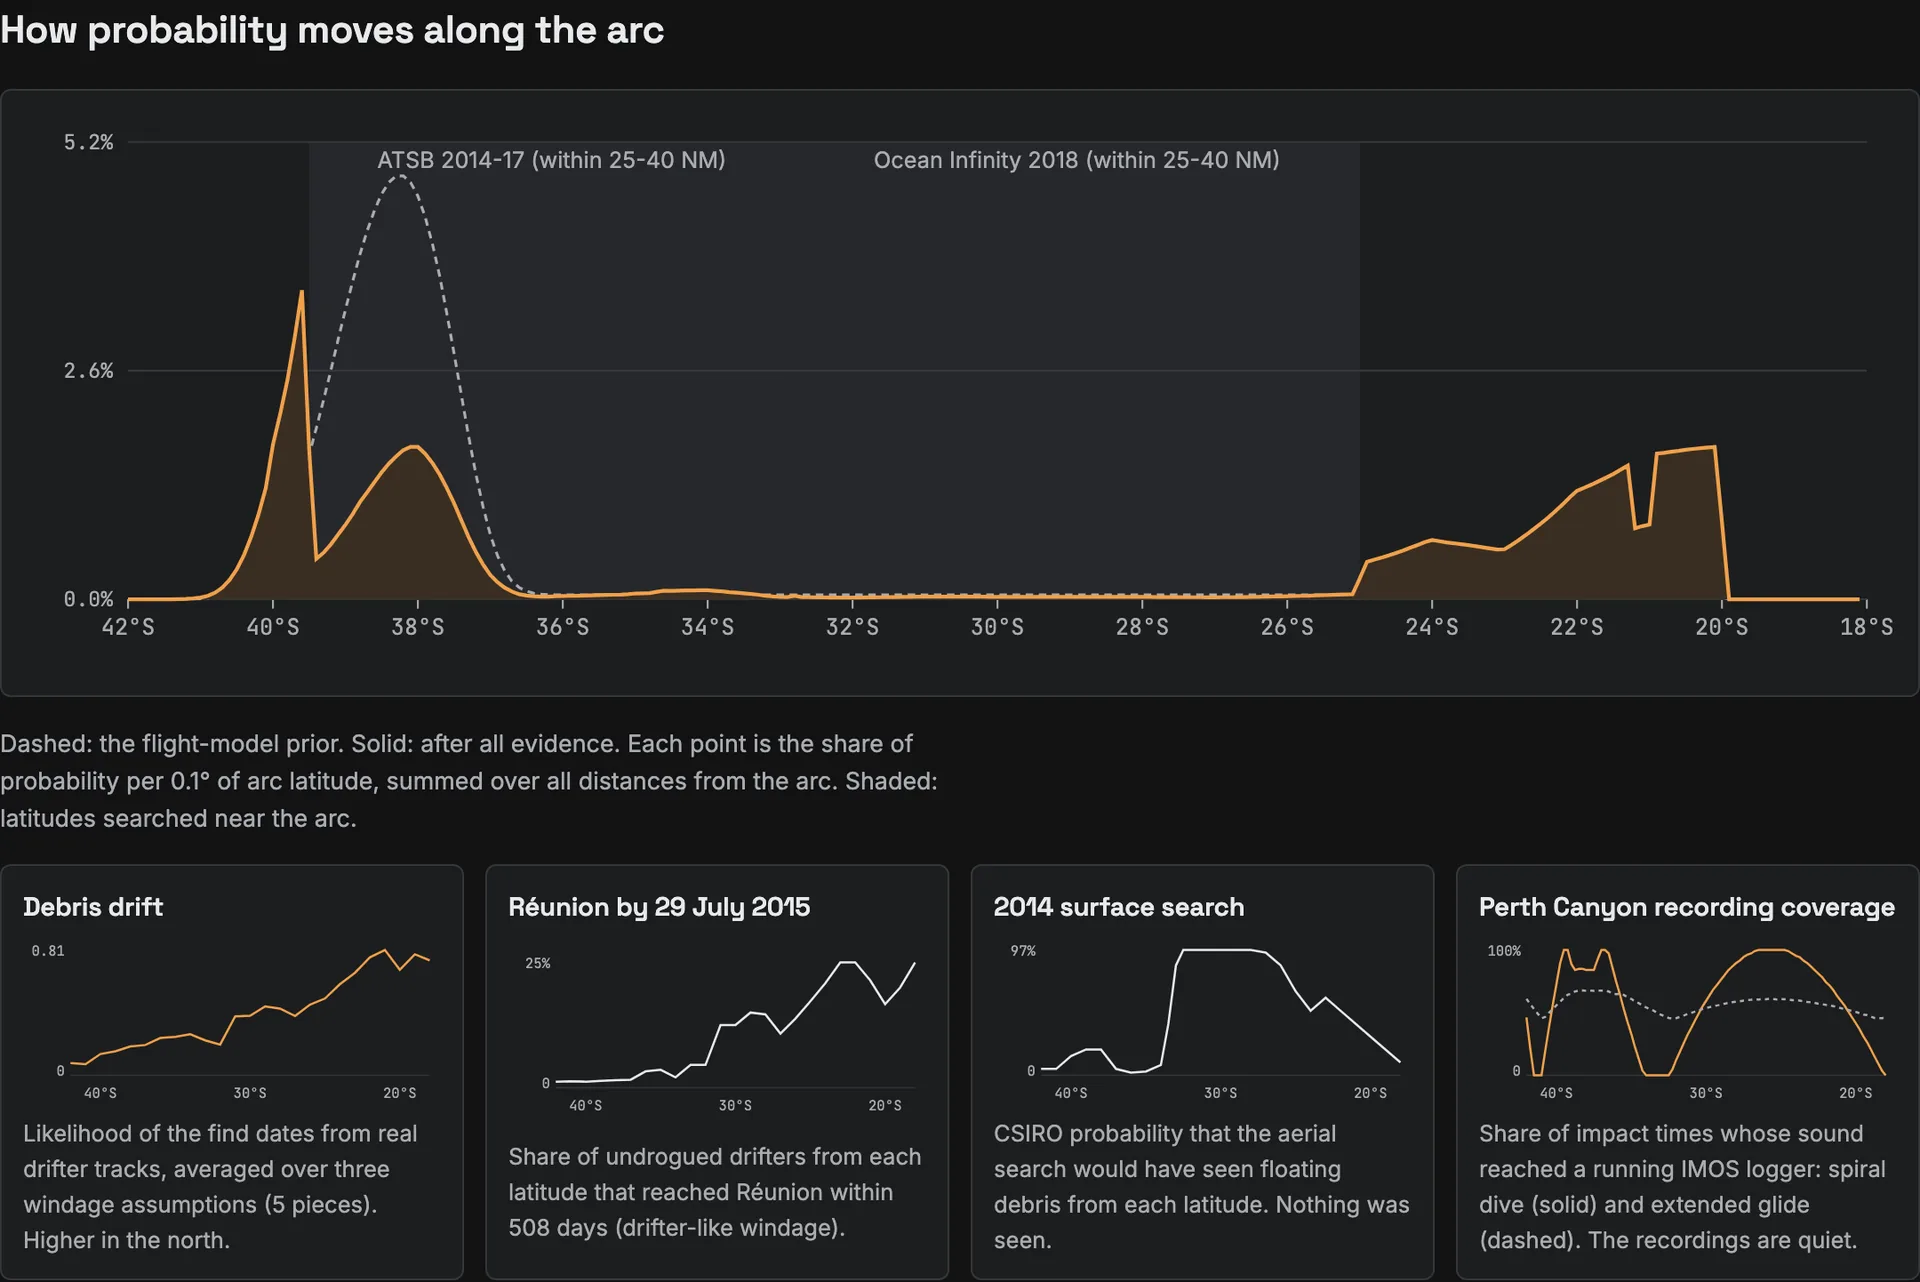 How probability moves along the arc
5.2%
ATSB 2014-17 (within 25-40 NM)
Ocean Infinity 2018 (within 25-40 NM)
2.6%
0.0%
42°S
40°S
38°S
36°S
34°S
32°S
30°S
28°S
26°S
24°S
22°S
20°S
18°S
Dashed: the flight-model prior. Solid: after all evidence. Each point is the share of
probability per 0.1° of arc latitude, summed over all distances from the arc. Shaded:
latitudes searched near the arc.
Debris drift
0.81
0
40°S
30°S
20°S
Likelihood of the find dates from real
drifter tracks, averaged over three
windage assumptions (5 pieces).
Higher in the north.
Réunion by 29 July 2015
25%
0
40°S
30°S
20°S
Share of undrogued drifters from each
latitude that reached Réunion within
508 days (drifter-like windage).
2014 surface search
97%
0
40°S
30°S
20°S
CSIRO probability that the aerial
search would have seen floating
debris from each latitude. Nothing was
seen.
Perth Canyon recording coverage
100%
0
40°S
30°S
20°S
Share of impact times whose sound
reached a running IMOS logger: spiral
dive (solid) and extended glide
(dashed). The recordings are quiet.